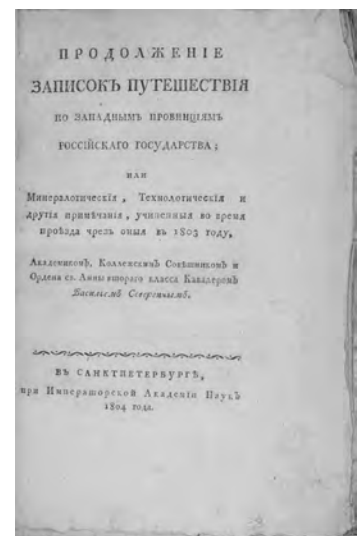 ПРОДОЛЖЕНІЕ
ЗАПИСОКЪ ПУТЕШЕСТВІЯ
ПО ЗАПАДНЫМЪ ПРОВИНЦІЯМЪ
РОССІЙСКАГО ГОСУДАРСТВА;
ИЛИ
Минералогическія, Технологическія и
другія примѣчанія, учиненныя во время
проѣзда чрезъ оныя въ 1803 году,
Академикомъ, Коллежскимъ Совѣтникомъ и
Ордена св. Анны втораго класса Кавалеромъ
Васильемъ Севергинымъ.
ВЪ САНКТПЕТЕРБУРГѢ,
при Императорской Академіи Наукъ
1804 года.